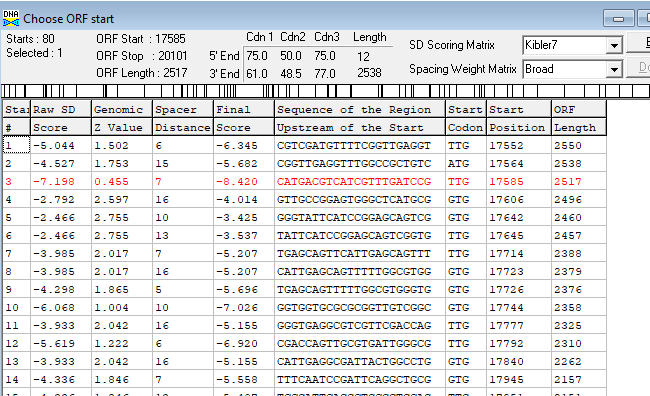 DNA Choose ORF start
Starts : 80 ORF Start : 17585 Cdn 1 Cdn2 Cdn3 Length
Selected : 1 ORF Stop : 20101 5' End 75.0 50.0 75.0 12 SD Scoring Matrix Kibler7
ORF Length : 2517 3' End 61.0 48.5 77.0 2538 Spacing Weight Matrix Broad
Raw SD Genomic Spacer Final Sequence of the Region Start Start ORF
# Score Z Value Distance Score Upstream of the Start Codon Position Length
1 -5.044 1.502 6 -6.345 CGTCGATGTTTTCGGTTGAGGT TTG 17552 2550
2 -4.527 1.753 15 -5.682 CGGTTGAGGTTTGGCCGCTGTC ATG 17564 2538
3 -7.198 0.455 7 -8.420 CATGACGTCATCGTTTGATCCG TTG 17585 2517
4 -2.792 2.597 16 -4.014 GTTGCCGGAGTGGGCTCATGCG GTG 17606 2496
5 -2.466 2.755 10 -3.425 GGGTATTCATCCGGAGCAGTCG GTG 17642 2460
6 -2.466 2.755 13 -3.537 TATTCATCCGGAGCAGTCGGTG TTG 17645 2457
7 -3.985 2.017 7 -5.207 TGAGCAGTTCATTGAGCAGTTT TTG 17714 2388
8 -3.985 2.017 16 -5.207 CATTGAGCAGTTTTTGGCGTGG GTG 17723 2379
9 -4.298 1.865 5 -5.696 TGAGCAGTTTTTGGCGTGGGTG GTG 17726 2376
10 -6.068 1.004 10 -7.026 GGTGGTGCGCGCGGTTGTCGGC GTG 17744 2358
11 -3.933 2.042 16 -5.155 GGGTGAGGCGTCGTTCGACCAG TTG 17777 2325
12 -5.619 1.222 6 -6.920 CGACCAGTTGCGTGATTGGGCG TTG 17792 2310
13 -3.933 2.042 16 -5.155 CATTGAGGCGATTACTGGCCTG GTG 17840 2262
14 -4.336 1.846 7 -5.558 TTTCAATCCGATTCAGGCTGCG GTG 17945 2157